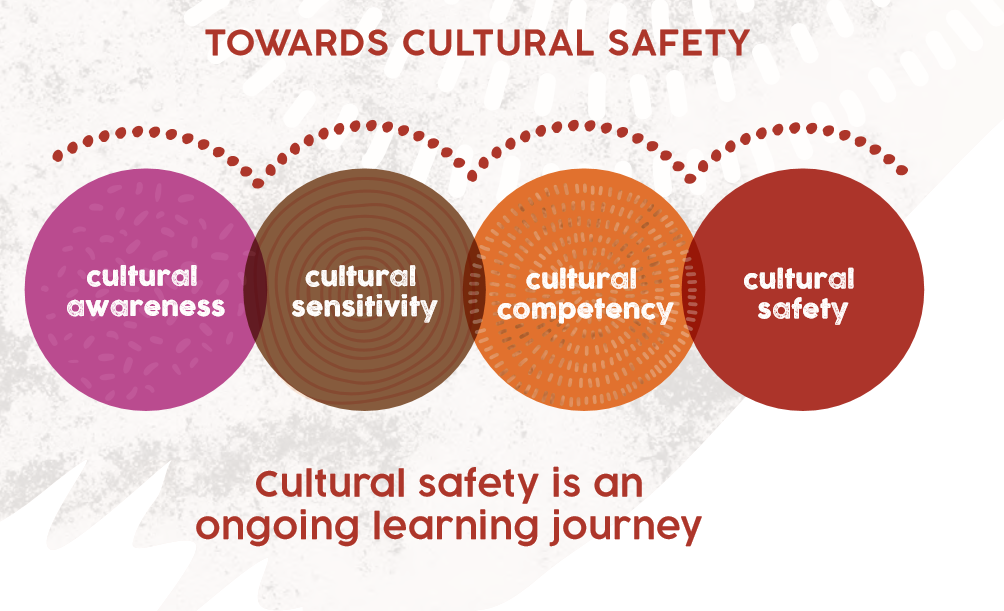 TOWARDS CULTURAL SAFETY
cultural
awareness
cultural
sensitivity
cultural
competency
cultural
safety
Cultural safety is an
ongoing learning journey